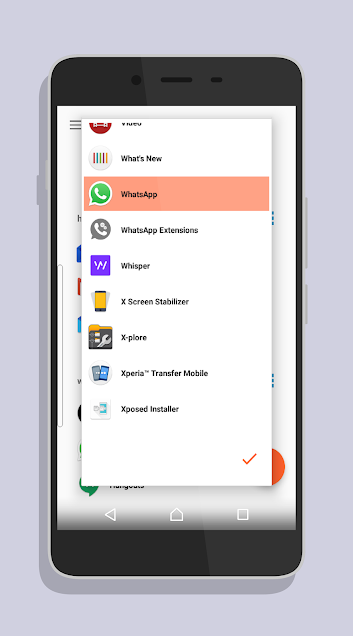 Video
What's New
WhatsApp
WhatsApp Extensions
Whisper
X Screen Stabilizer
X-plore
Xperia™ Transfer Mobile
Xposed Installer
Hangouts